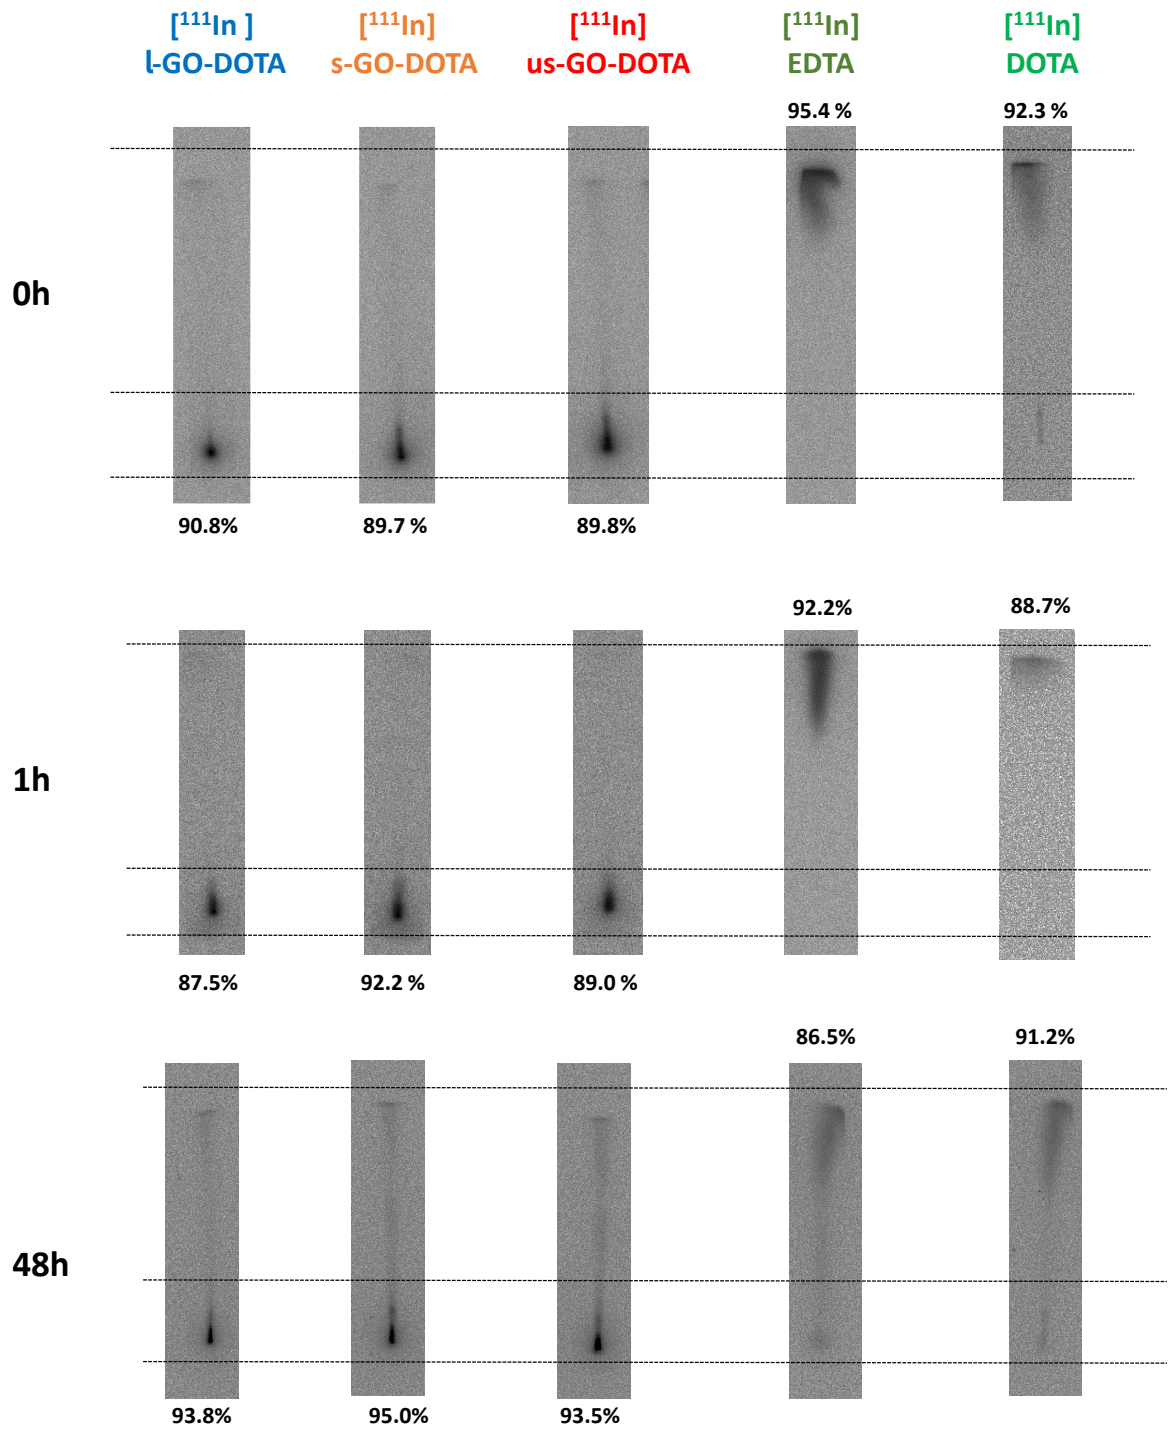 [¹¹¹In ] [¹¹¹In] [¹¹¹In] [¹¹¹In] [¹¹¹In]
l-GO-DOTA s-GO-DOTA us-GO-DOTA EDTA DOTA
95.4 % 92.3 %
0h
90.8% 89.7 % 89.8%
92.2% 88.7%
1h
87.5% 92.2 % 89.0 %
86.5% 91.2%
48h
93.8% 95.0% 93.5%